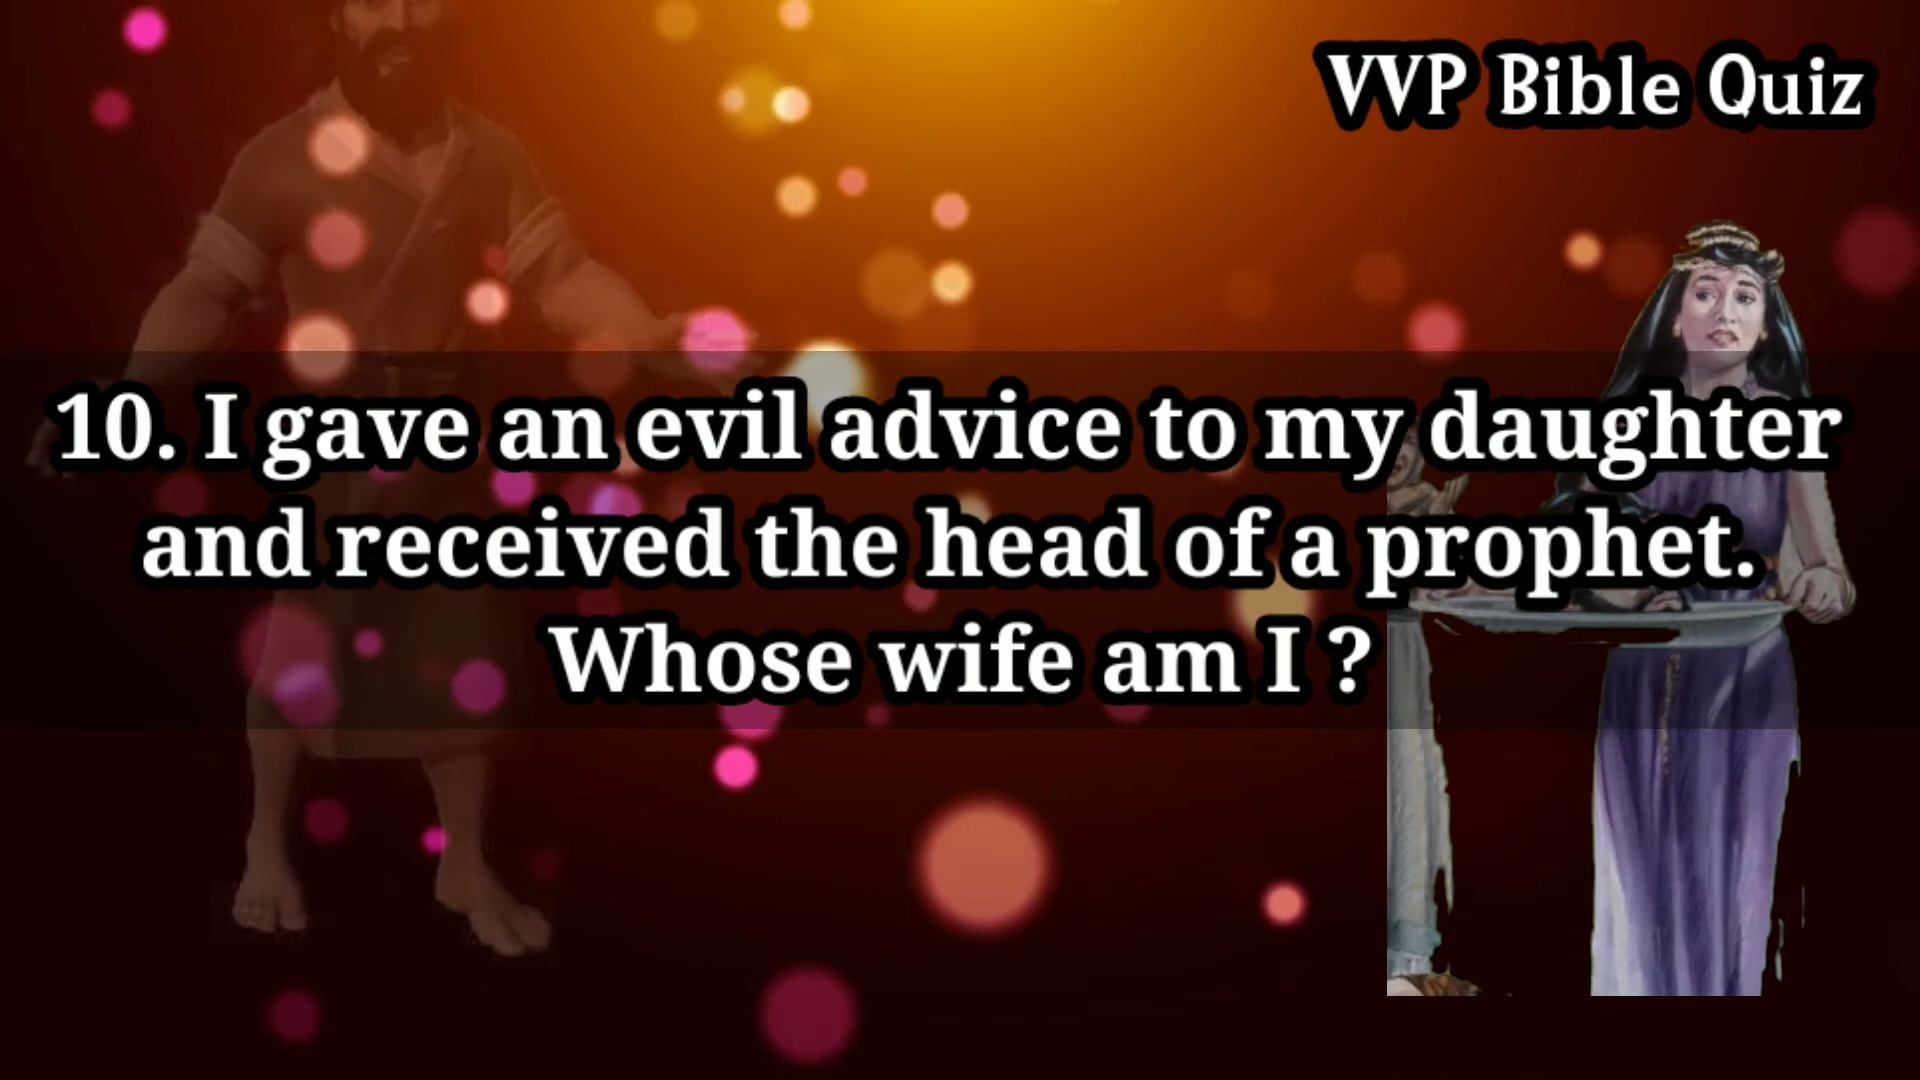 VVP Bible Quiz
10. I gave an evil advice to my daughter
and received the head of a prophet.
Whose wife am I ?